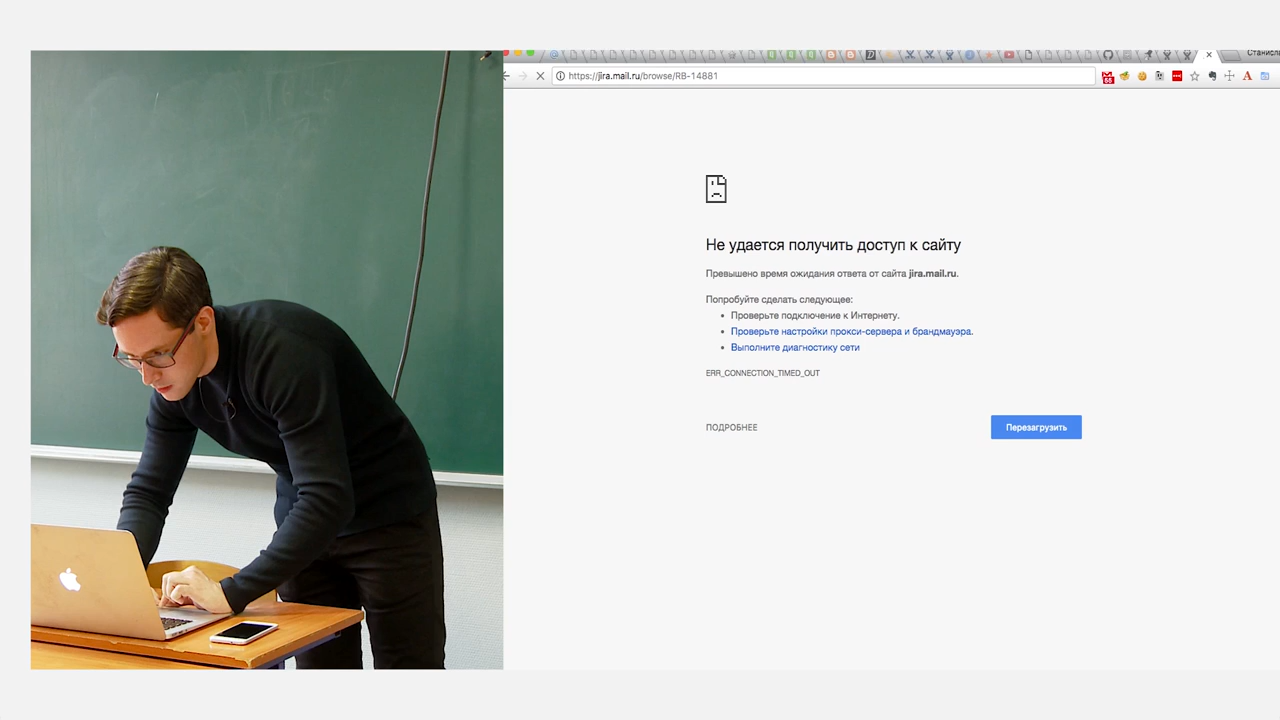 Станисл
https://jira.mail.ru/browse/RB-14881
66
A
Не удается получить доступ к сайту
Превышено время ожидания ответа от сайта jira.mail.ru.
Попробуйте сделать следующее:
• Проверьте подключение к Интернету.
• Проверьте настройки прокси-сервера и брандмауэра.
• Выполните диагностику сети
ERR_CONNECTION_TIMED_OUT
ПОДРОБНЕЕ
Перезагрузить